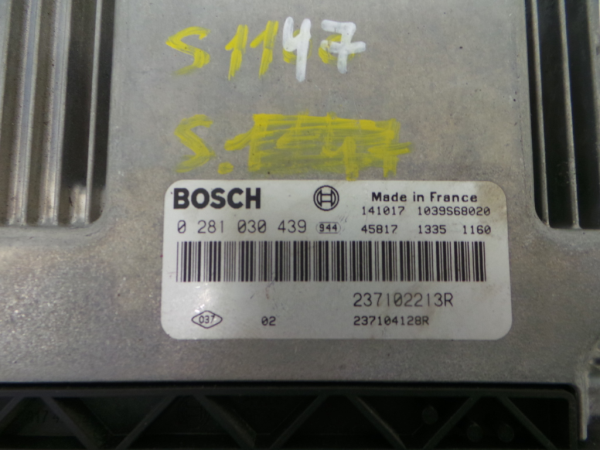 S1147
S.1147
BOSCH Made in France
141017 1039S68020
0 281 030 439 944 45817 1335 1160
237102213R
037 02 237104128R